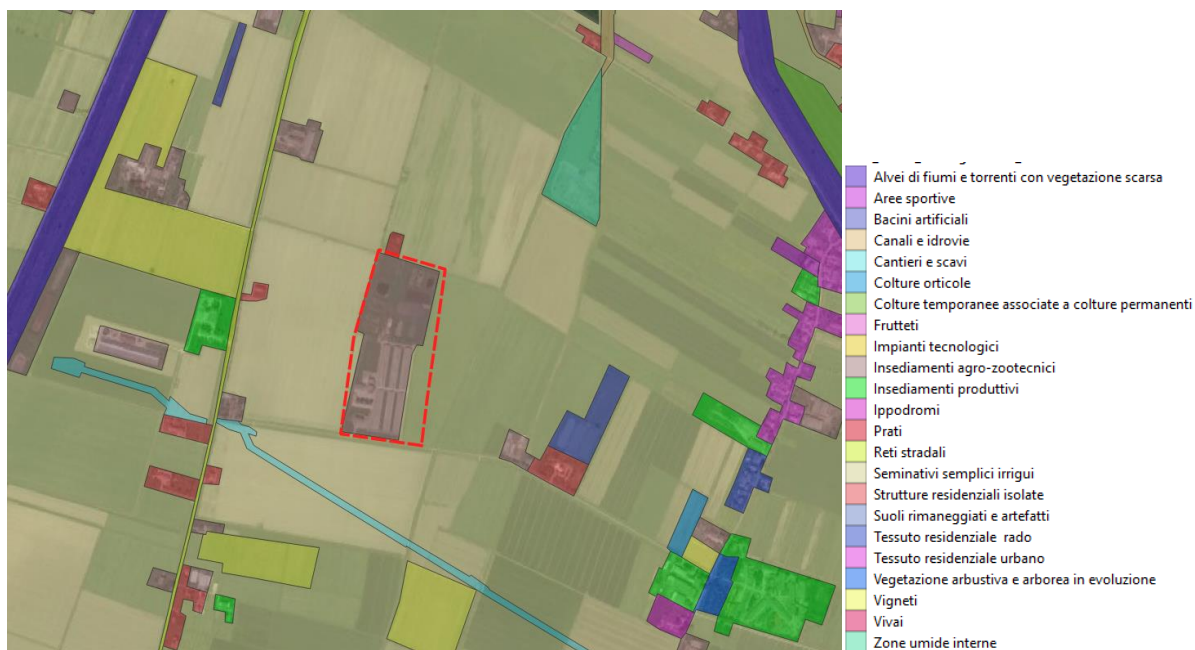 Alvei di fiumi e torrenti con vegetazione scarsa
Aree sportive
Bacini artificiali
Canali e idrovie
Cantieri e scavi
Colture orticole
Colture temporanee associate a colture permanenti
Frutteti
Impianti tecnologici
Insediamenti agro-zootecnici
Insediamenti produttivi
Ippodromi
Prati
Reti stradali
Seminativi semplici irrigui
Strutture residenziali isolate
Suoli rimaneggiati e artefatti
Tessuto residenziale  rado
Tessuto residenziale urbano
Vegetazione arbustiva e arborea in evoluzione
Vigneti
Vivai
Zone umide interne